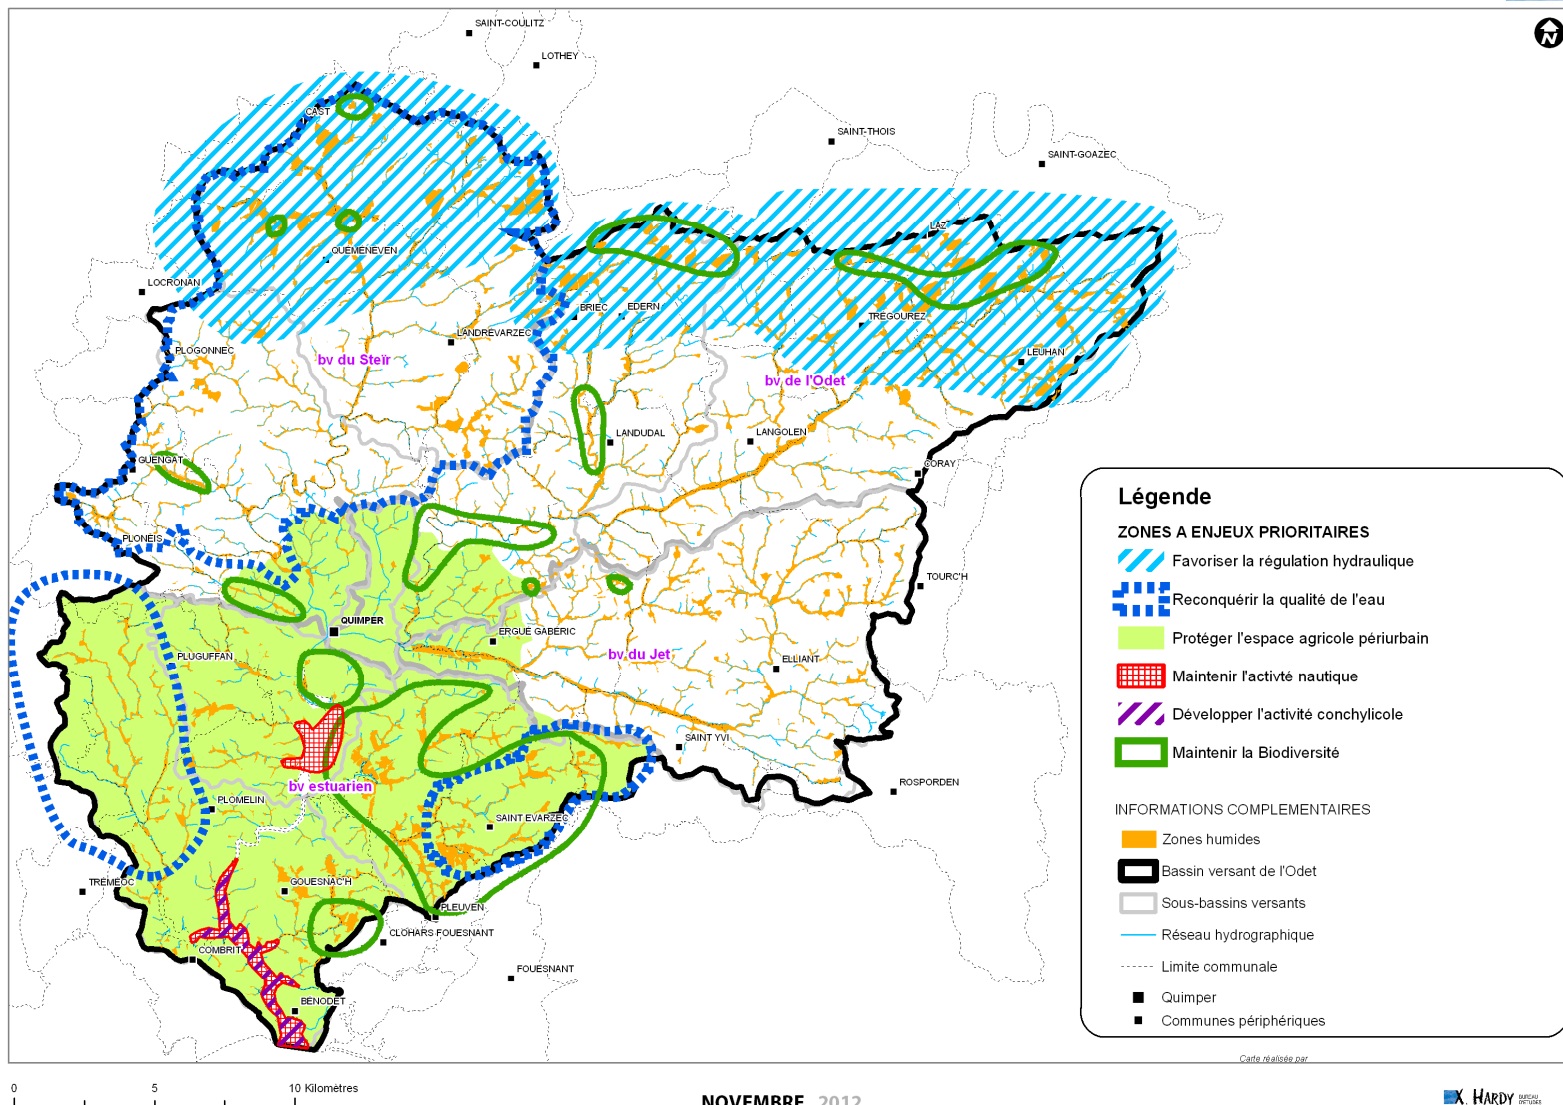 SAINT-COULITZ
LOTHEY
CAST
SAINT-THOIS
SAINT-GOAZEC
LAZ
QUEMENEVEN
LOCRONAN
BRIEC
EDERN
TREGOUREZ
LANDREVARZEC
PLOGONNEC
bv du Steïr
LEUHAN
bv de l'Odet
LANDUDAL
LANGOLEN
GUENGAT
CORAY
PLONEIS
TOURC'H
QUIMPER
ERGUE GABERIC
PLUGUFFAN
bv du Jet
ELLIANT
SAINT YVI
bv estuarien
ROSPORDEN
PLOMELIN
SAINT EVARZEC
TREMEOC
GOUESNAC'H
PLEUVEN
CLOHARS FOUESNANT
COMBRIT
FOUESNANT
BENODET
Légende
ZONES A ENJEUX PRIORITAIRES
Favoriser la régulation hydraulique
Reconquérir la qualité de l'eau
Protéger l'espace agricole périurbain
Maintenir l'activté nautique
Développer l'activité conchylicole
Maintenir la Biodiversité
INFORMATIONS COMPLEMENTAIRES
Zones humides
Bassin versant de l'Odet
Sous-bassins versants
Réseau hydrographique
Limite communale
Quimper
Communes périphériques
Carte réalisée par
0 5 10 Kilomètres
NOVEMBRE 2012
X. HARDY BUREAU D'ETUDES
N